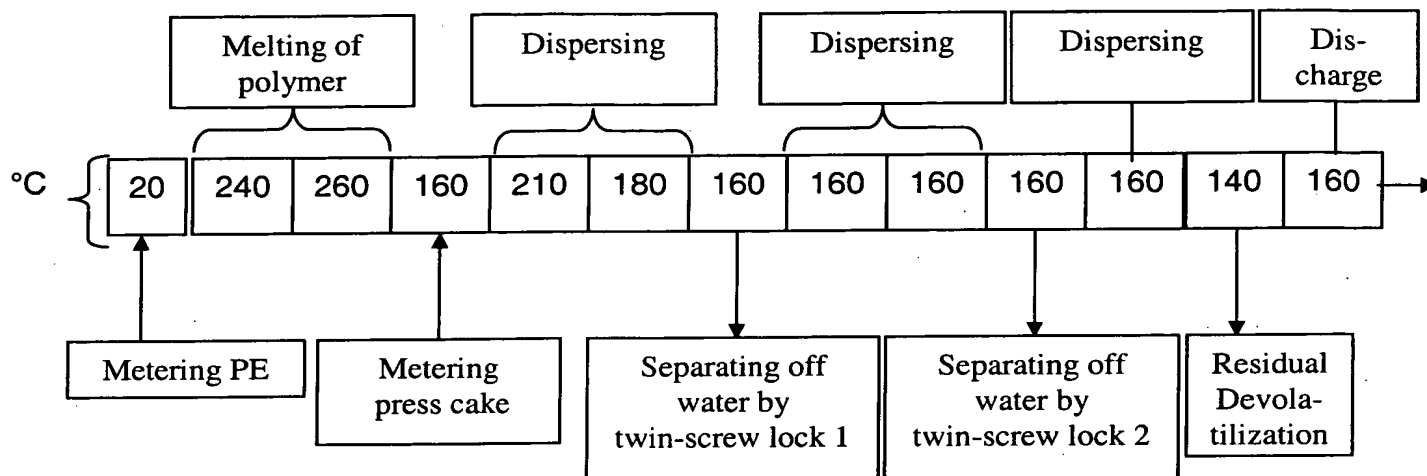 Melting of
polymer
Dispersing
Dispersing
Dispersing
Dis-
charge
°C
20 240 260 160 210 180 160 160 160 160 160 140 160
Metering PE
Metering
press cake
Separating off
water by
twin-screw lock 1
Separating off
water by
twin-screw lock 2
Residual
Devola-
tilization